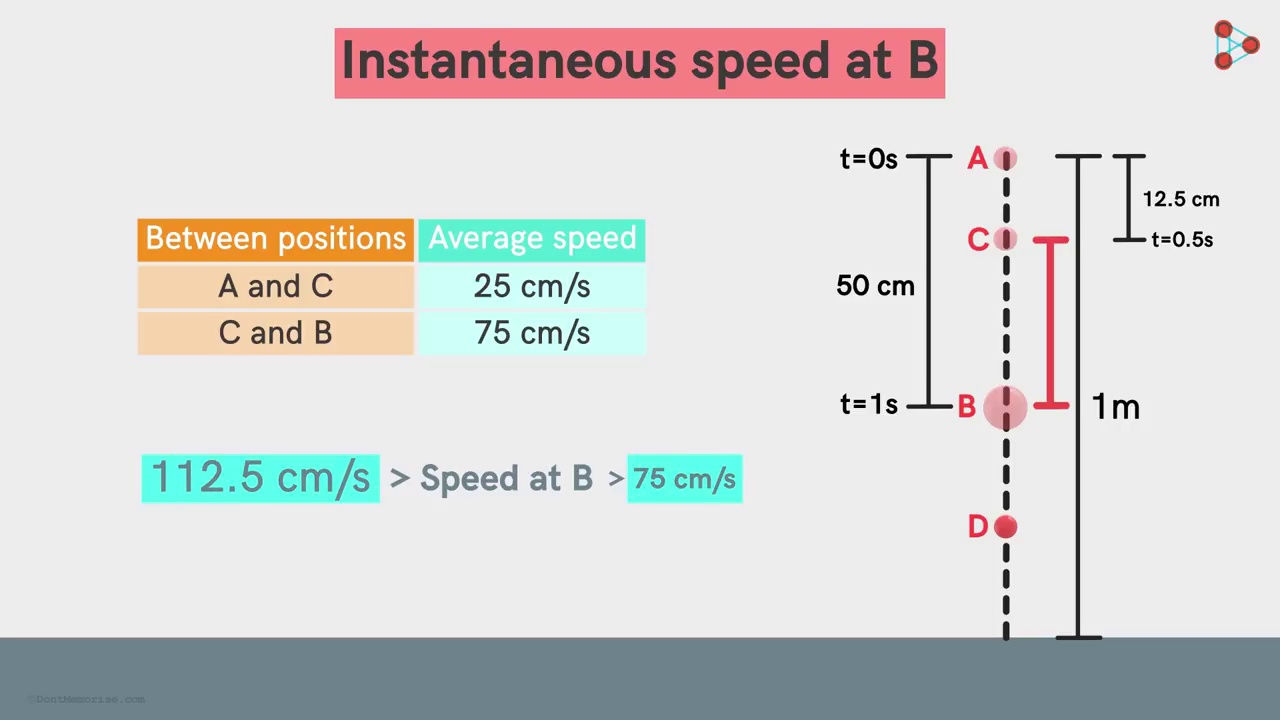 Instantaneous speed at B
Between positions Average speed
A and C 25 cm/s
C and B 75 cm/s
112.5 cm/s > Speed at B > 75 cm/s
t=0s A
12.5 cm
C t=0.5s
50 cm
t=1s B 1m
D
©DontMemorise.com